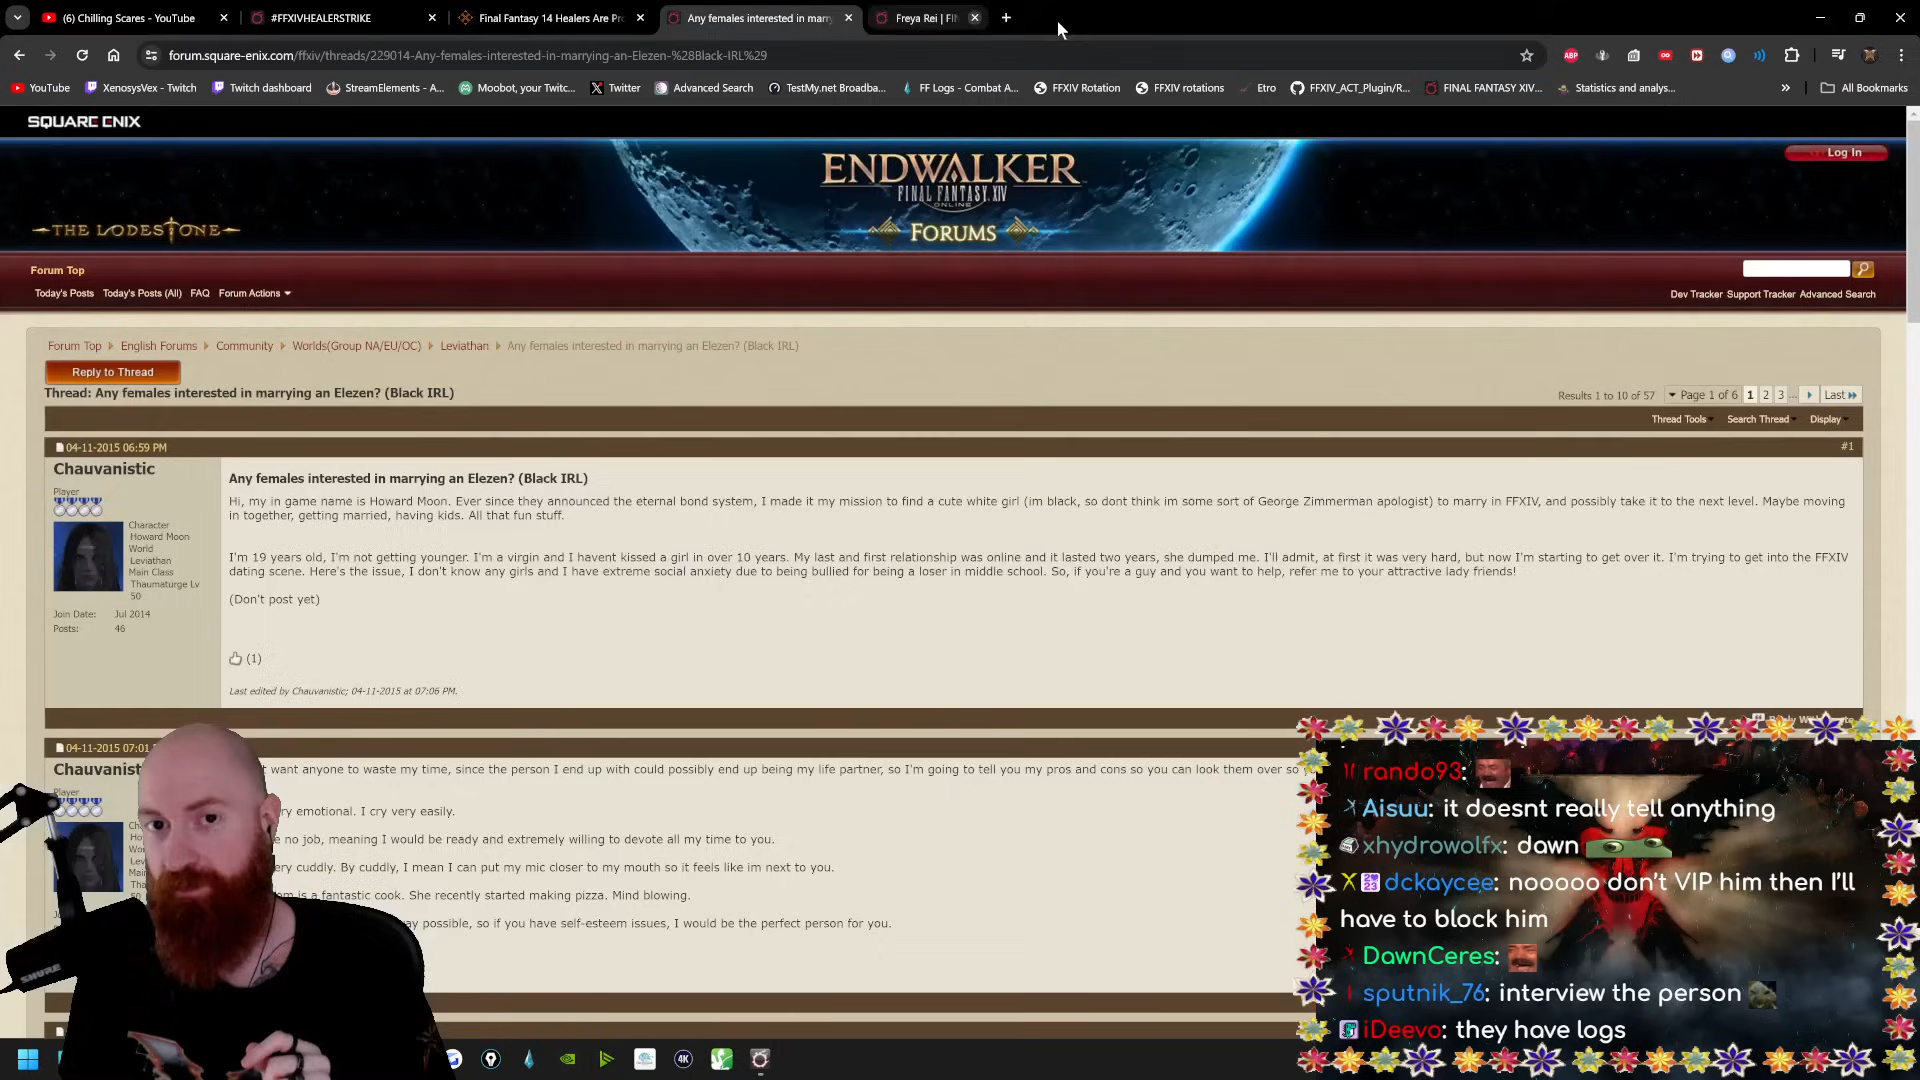 (6) Chilling Scares - YouTube
#FFXIVHEALERSTRIKE
Final Fantasy 14 Healers Are Pr
Any females interested in marr
Freya Rei | FI
forum.square-enix.com/ffxiv/threads/229014-Any-females-interested-in-marrying-an-Elezen-%28Black-IRL%29
YouTube
XenosysVex - Twitch
Twitch dashboard
StreamElements - A...
Moobot, your Twitc...
Twitter
Advanced Search
TestMy.net Broadba...
FF Logs - Combat A...
FFXIV Rotation
FFXIV rotations
Etro
FFXIV_ACT_Plugin/R...
FINAL FANTASY XIV...
Statistics and analys...
All Bookmarks
SQUARE ENIX
Log In
ENDWALKER
FINAL FANTASY XIV
ONLINE
THE LODESTONE
FORUMS
Forum Top
Today's Posts Today's Posts (All) FAQ Forum Actions
Dev Tracker Support Tracker Advanced Search
Forum Top English Forums Community Worlds(Group NA/EU/OC) Leviathan Any females interested in marrying an Elezen? (Black IRL)
Reply to Thread
Thread: Any females interested in marrying an Elezen? (Black IRL)
Results 1 to 10 of 57 Page 1 of 6 1 2 3 ... Last
Thread Tools Search Thread Display
04-11-2015 06:59 PM
#1
Chauvanistic
Player
Character
Howard Moon
World
Leviathan
Main Class
Thaumaturge Lv
50
Join Date: Jul 2014
Posts: 46
Any females interested in marrying an Elezen? (Black IRL)
Hi, my in game name is Howard Moon. Ever since they announced the eternal bond system, I made it my mission to find a cute white girl (im black, so dont think im some sort of George Zimmerman apologist) to marry in FFXIV, and possibly take it to the next level. Maybe moving
in together, getting married, having kids. All that fun stuff.
I'm 19 years old, I'm not getting younger. I'm a virgin and I havent kissed a girl in over 10 years. My last and first relationship was online and it lasted two years, she dumped me. I'll admit, at first it was very hard, but now I'm starting to get over it. I'm trying to get into the FFXIV
dating scene. Here's the issue, I don't know any girls and I have extreme social anxiety due to being bullied for being a loser in middle school. So, if you're a guy and you want to help, refer me to your attractive lady friends!
(Don't post yet)
(1)
Last edited by Chauvanistic; 04-11-2015 at 07:06 PM.
04-11-2015 07:01
Chauvanist
Player
t want anyone to waste my time, since the person I end up with could possibly end up being my life partner, so I'm going to tell you my pros and cons so you can look them over so
ry emotional. I cry very easily.
e no job, meaning I would be ready and extremely willing to devote all my time to you.
ery cuddly. By cuddly, I mean I can put my mic closer to my mouth so it feels like im next to you.
m is a fantastic cook. She recently started making pizza. Mind blowing.
ay possible, so if you have self-esteem issues, I would be the perfect person for you.
SHURE
rando93:
Aisuu: it doesnt really tell anything
xhydrowolfx: dawn
dckaycee: nooooo don't VIP him then I'll
have to block him
DawnCeres:
sputnik_76: interview the person
iDeevo: they have logs
4K